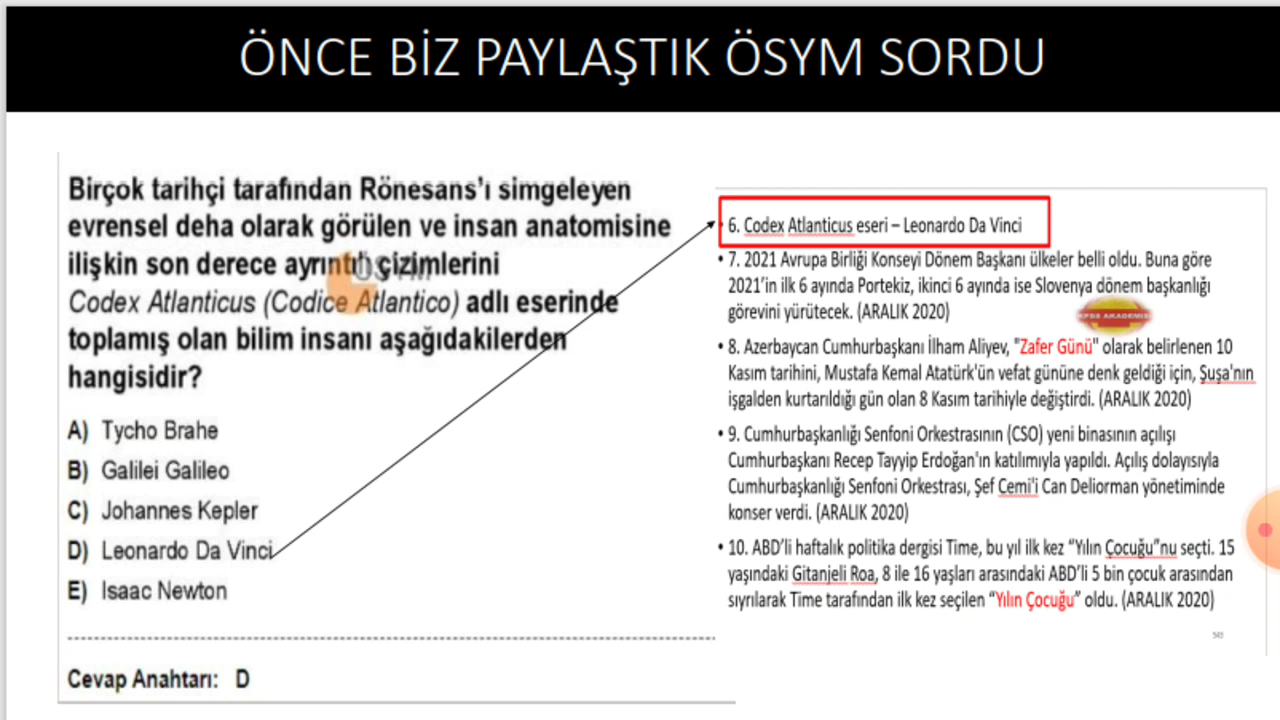 ÖNCE BİZ PAYLAŞTIK ÖSYM SORDU
Birçok tarihçi tarafından Rönesans'ı simgeleyen
evrensel deha olarak görülen ve insan anatomisine
ilişkin son derece ayrıntılı çizimlerini
Codex Atlanticus (Codice Atlantico) adlı eserinde
toplamış olan bilim insanı aşağıdakilerden
hangisidir?
A) Tycho Brahe
B) Galilei Galileo
C) Johannes Kepler
D) Leonardo Da Vinci
E) Isaac Newton
Cevap Anahtarı: D
• 6. Codex Atlanticus eseri – Leonardo Da Vinci
• 7. 2021 Avrupa Birliği Konseyi Dönem Başkanı ülkeler belli oldu. Buna göre
2021'in ilk 6 ayında Portekiz, ikinci 6 ayında ise Slovenya dönem başkanlığı
görevini yürütecek. (ARALIK 2020)
KPSS AKADEMİSİ
• 8. Azerbaycan Cumhurbaşkanı İlham Aliyev, "Zafer Günü" olarak belirlenen 10
Kasım tarihini, Mustafa Kemal Atatürk'ün vefat gününe denk geldiği için, Şuşa'nın
işgalden kurtarıldığı gün olan 8 Kasım tarihiyle değiştirdi. (ARALIK 2020)
• 9. Cumhurbaşkanlığı Senfoni Orkestrasının (CSO) yeni binasının açılışı
Cumhurbaşkanı Recep Tayyip Erdoğan'ın katılımıyla yapıldı. Açılış dolayısıyla
Cumhurbaşkanlığı Senfoni Orkestrası, Şef Cemi'i Can Deliorman yönetiminde
konser verdi. (ARALIK 2020)
• 10. ABD'li haftalık politika dergisi Time, bu yıl ilk kez “Yılın Çocuğu”nu seçti. 15
yaşındaki Gitanjeli Roa, 8 ile 16 yaşları arasındaki ABD'li 5 bin çocuk arasından
sıyrılarak Time tarafından ilk kez seçilen “Yılın Çocuğu” oldu. (ARALIK 2020)